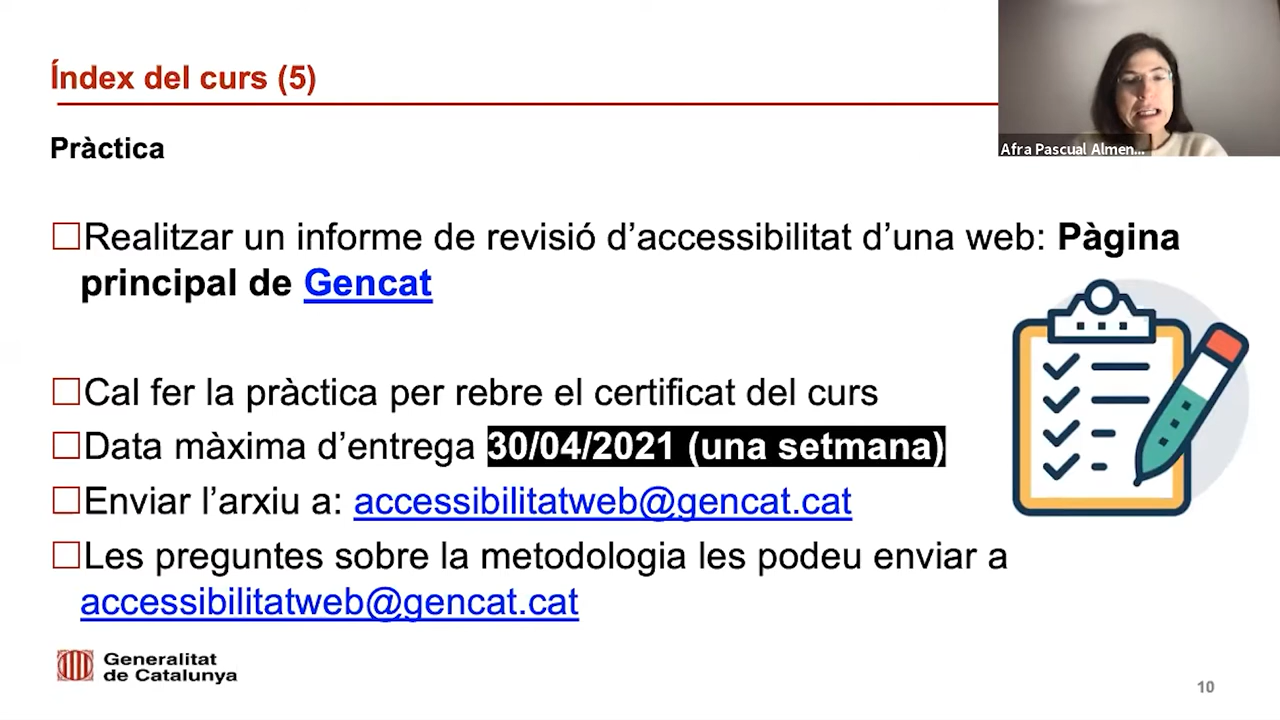 Índex del curs (5)
Afra Pascual Almen...
Pràctica
Realitzar un informe de revisió d’accessibilitat d’una web: Pàgina
principal de Gencat
Cal fer la pràctica per rebre el certificat del curs
Data màxima d’entrega 30/04/2021 (una setmana)
Enviar l’arxiu a: accessibilitatweb@gencat.cat
Les preguntes sobre la metodologia les podeu enviar a
accessibilitatweb@gencat.cat
Generalitat
de Catalunya
10